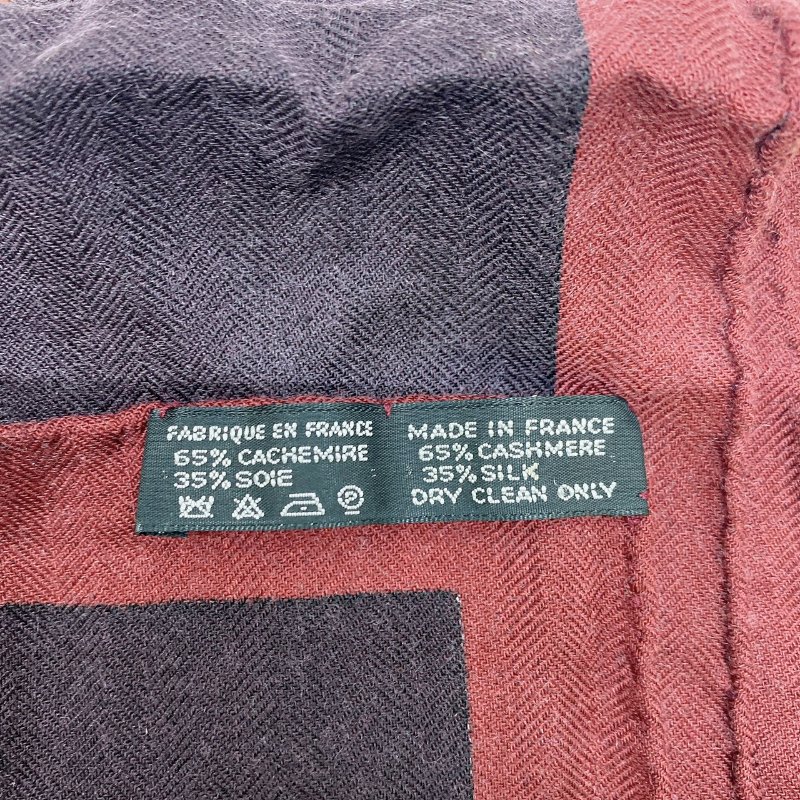 FABRIQUE EN FRANCE
65% CACHEMIRE
35% SOIE
P
MADE IN FRANCE
65% CASHMERE
35% SILK
DRY CLEAN ONLY